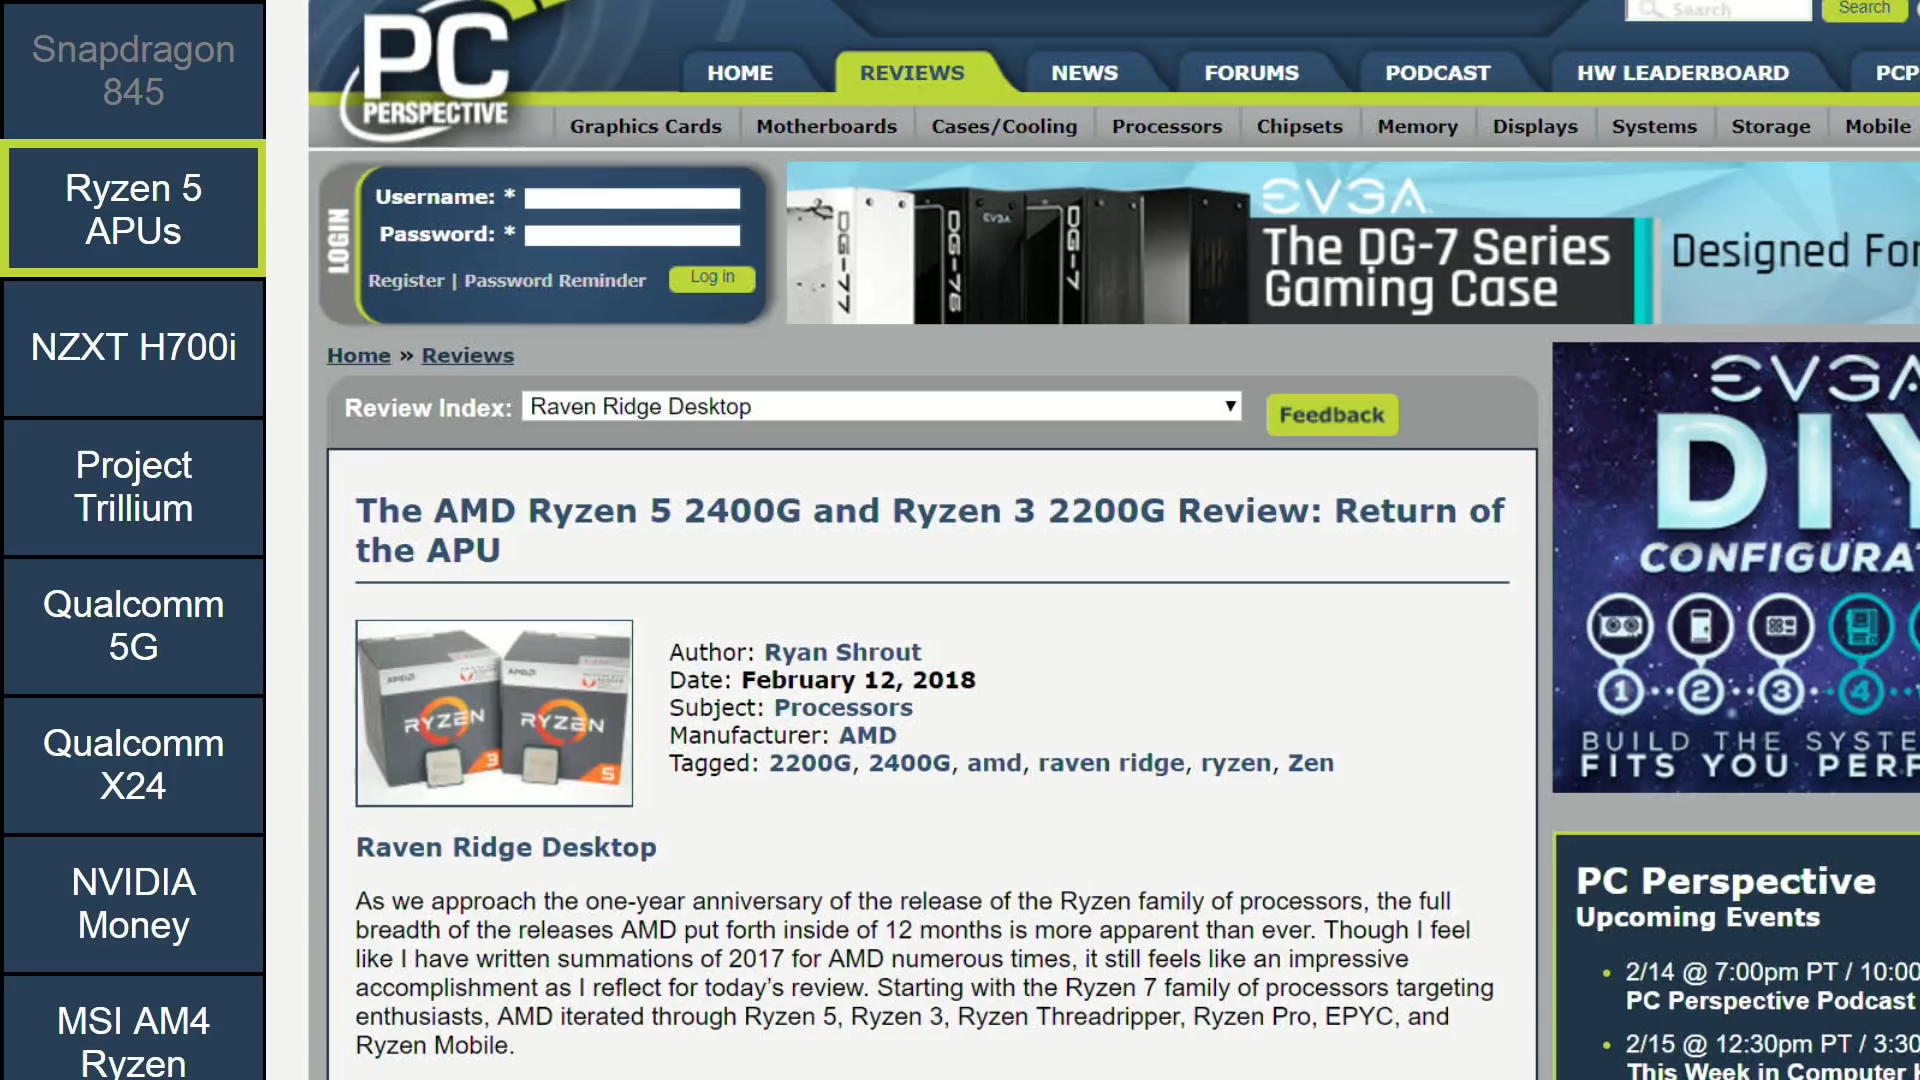 Snapdragon
845
Ryzen 5
APUs
NZXT H700i
Project
Trillium
Qualcomm
5G
Qualcomm
X24
NVIDIA
Money
MSI AM4
Ryzen
PC
PERSPECTIVE
Search
Search
HOME
REVIEWS
NEWS
FORUMS
PODCAST
HW LEADERBOARD
PCP
Graphics Cards
Motherboards
Cases/Cooling
Processors
Chipsets
Memory
Displays
Systems
Storage
Mobile
LOGIN
Username: *
Password: *
Register | Password Reminder
Log in
DG-77
DG-76
EVGA
DG-7
EVGA
The DG-7 Series
Gaming Case
Designed For
Home » Reviews
Review Index:
Raven Ridge Desktop
Feedback
The AMD Ryzen 5 2400G and Ryzen 3 2200G Review: Return of
the APU
AMD
RYZEN
3
AMD
RYZEN
5
Author: Ryan Shrout
Date: February 12, 2018
Subject: Processors
Manufacturer: AMD
Tagged: 2200G, 2400G, amd, raven ridge, ryzen, Zen
Raven Ridge Desktop
As we approach the one-year anniversary of the release of the Ryzen family of processors, the full
breadth of the releases AMD put forth inside of 12 months is more apparent than ever. Though I feel
like I have written summations of 2017 for AMD numerous times, it still feels like an impressive
accomplishment as I reflect for today's review. Starting with the Ryzen 7 family of processors targeting
enthusiasts, AMD iterated through Ryzen 5, Ryzen 3, Ryzen Threadripper, Ryzen Pro, EPYC, and
Ryzen Mobile.
EVGA
DIY
CONFIGURA
1
2
3
4
BUILD THE SYSTE
FITS YOU PERF
PC Perspective
Upcoming Events
2/14 @ 7:00pm PT / 10:00
PC Perspective Podcast
2/15 @ 12:30pm PT / 3:30
This Week in Computer